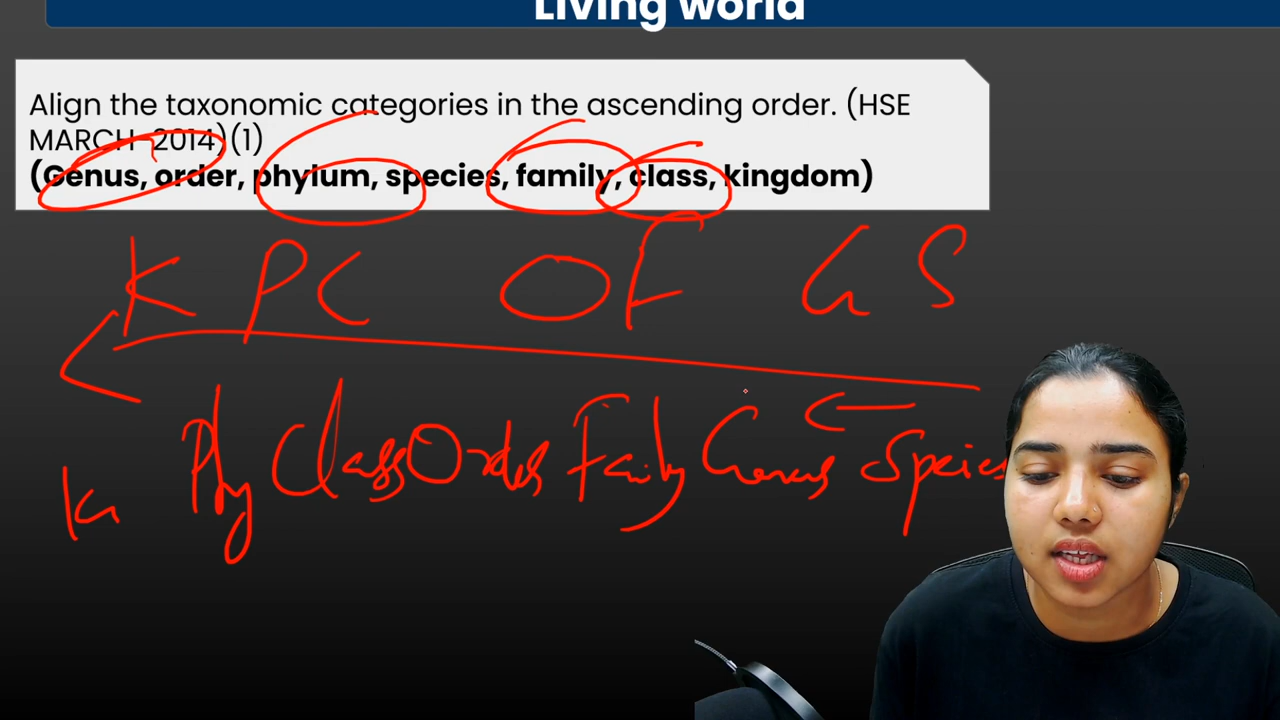 Living world
Align the taxonomic categories in the ascending order. (HSE
MARCH 2014)(1)
(Genus, order, phylum, species, family, class, kingdom)
K P C O F G S
K Phy Class Order Family Genus Species